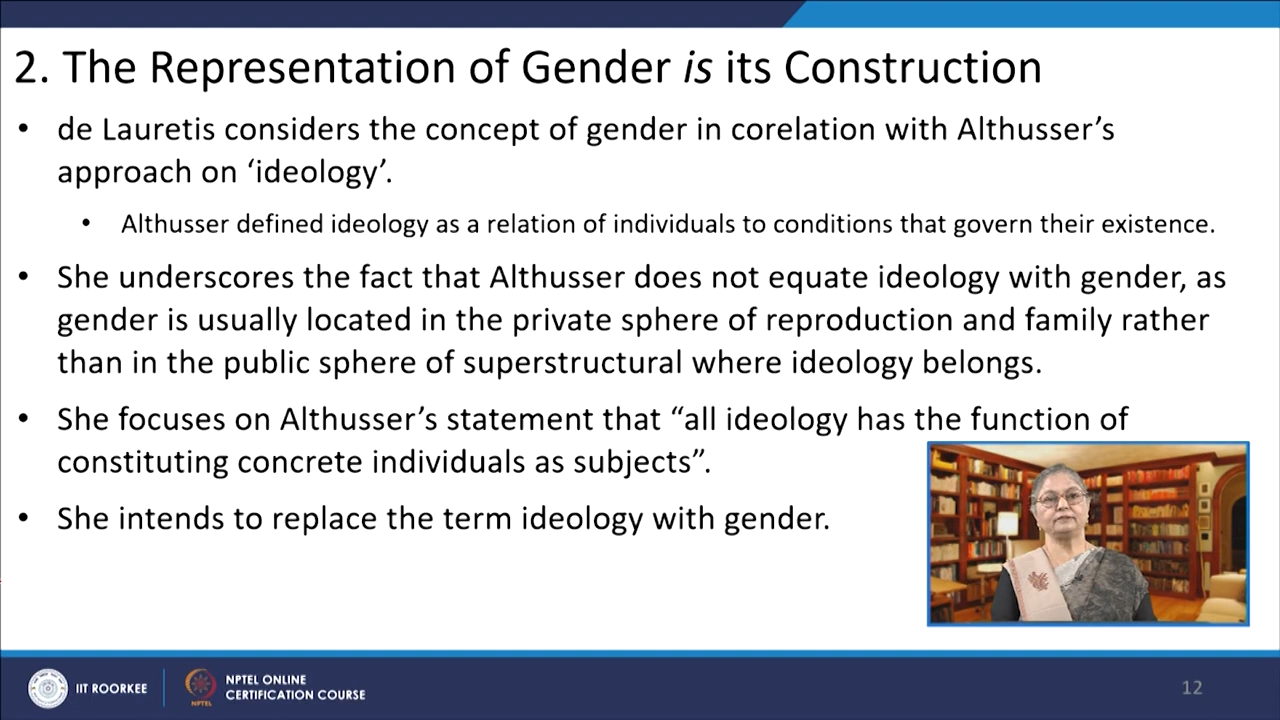 2. The Representation of Gender is its Construction
• de Lauretis considers the concept of gender in corelation with Althusser’s
approach on ‘ideology’.
• Althusser defined ideology as a relation of individuals to conditions that govern their existence.
• She underscores the fact that Althusser does not equate ideology with gender, as
gender is usually located in the private sphere of reproduction and family rather
than in the public sphere of superstructural where ideology belongs.
• She focuses on Althusser’s statement that “all ideology has the function of
constituting concrete individuals as subjects”.
• She intends to replace the term ideology with gender.
IIT ROORKEE
NPTEL
NPTEL ONLINE
CERTIFICATION COURSE
12